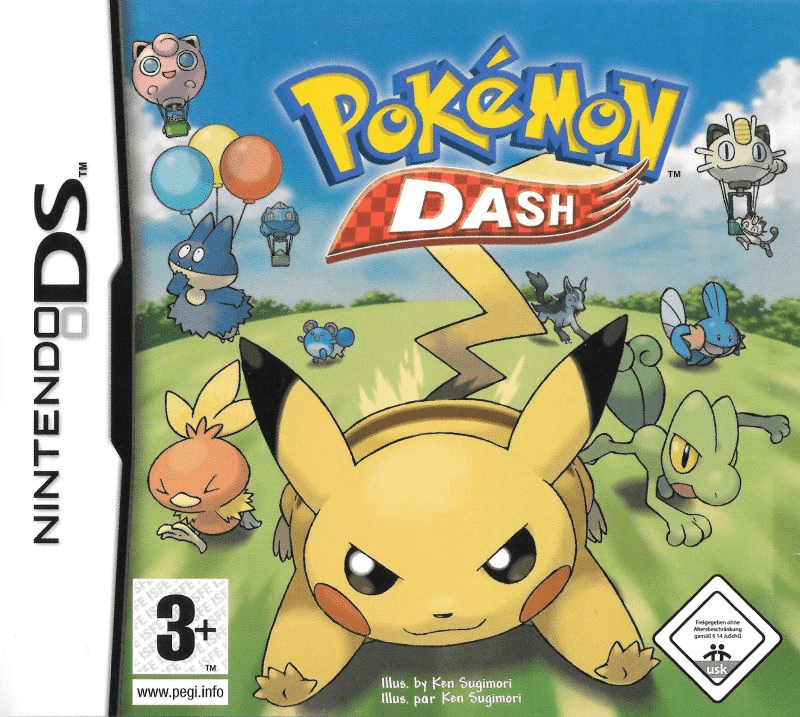 NINTENDO DS™
POKéMON
™
DASH
ISFE
3+
™
www.pegi.info
Illus. by Ken Sugimori
Illus. par Ken Sugimori
Freigegeben ohne
Altersbeschränkung
gemäß § 14 JuSchG
usk